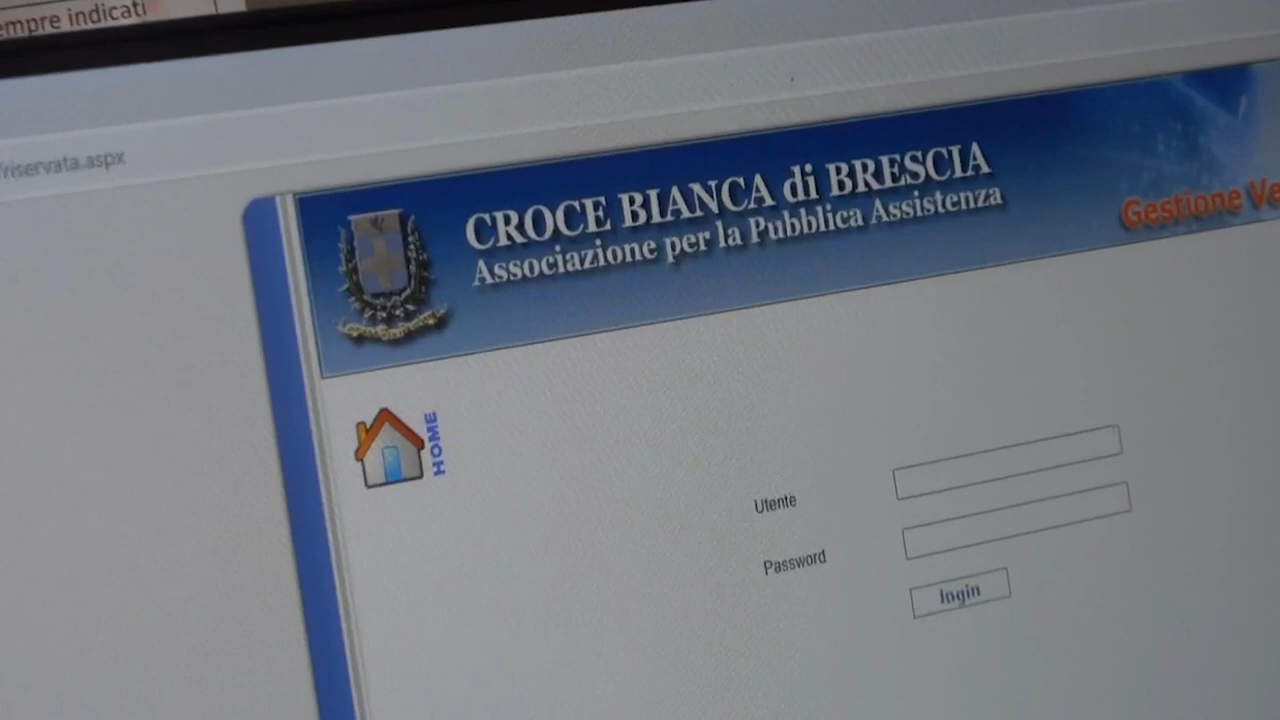 empre indicati
/riservata.aspx
CROCE BIANCA di BRESCIA
Associazione per la Pubblica Assistenza
Gestione Ve
HOME
Utente
Password
login